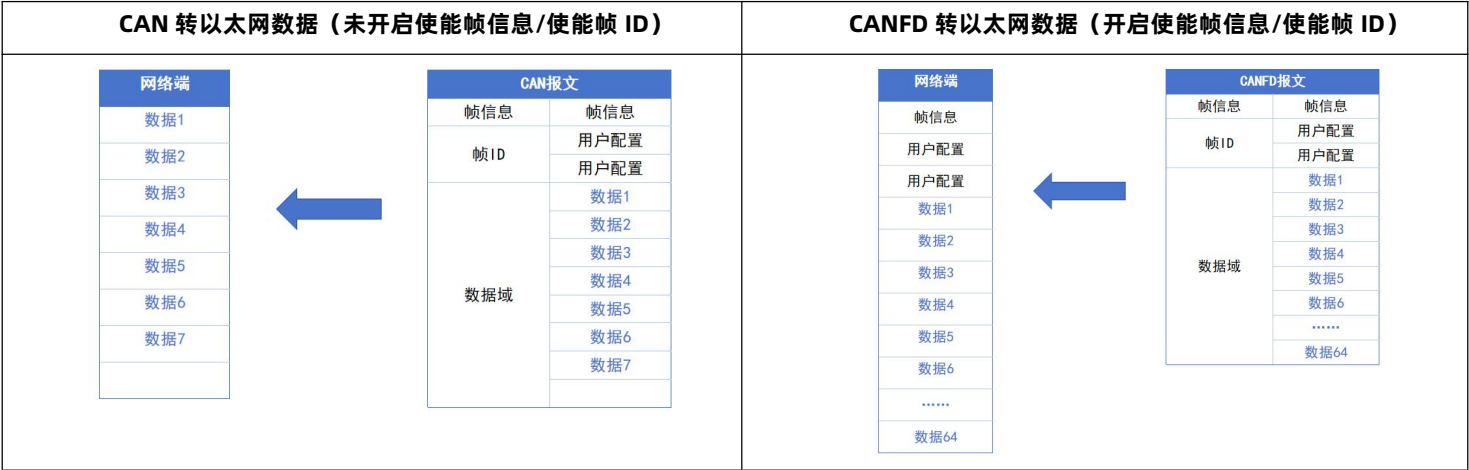 CAN 转以太网数据（未开启使能帧信息/使能帧 ID）
网络端
数据1
数据2
数据3
数据4
数据5
数据6
数据7
CAN报文
帧信息 帧信息
帧ID
用户配置
用户配置
数据域
数据1
数据2
数据3
数据4
数据5
数据6
数据7
CANFD 转以太网数据（开启使能帧信息/使能帧 ID）
网络端
帧信息
用户配置
用户配置
数据1
数据2
数据3
数据4
数据5
数据6
……
数据64
CANFD报文
帧信息 帧信息
帧ID
用户配置
用户配置
数据域
数据1
数据2
数据3
数据4
数据5
数据6
……
数据64